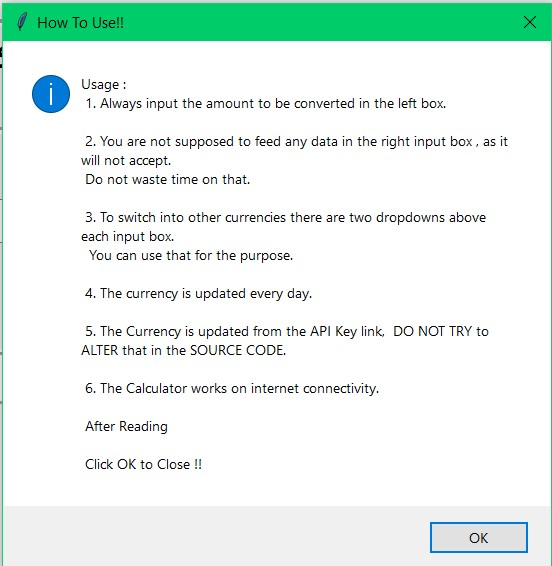 How To Use!!
Usage :
1. Always input the amount to be converted in the left box.
2. You are not supposed to feed any data in the right input box , as it
will not accept.
Do not waste time on that.
3. To switch into other currencies there are two dropdowns above
each input box.
You can use that for the purpose.
4. The currency is updated every day.
5. The Currency is updated from the API Key link,  DO NOT TRY to
ALTER that in the SOURCE CODE.
6. The Calculator works on internet connectivity.
After Reading
Click OK to Close !!
OK